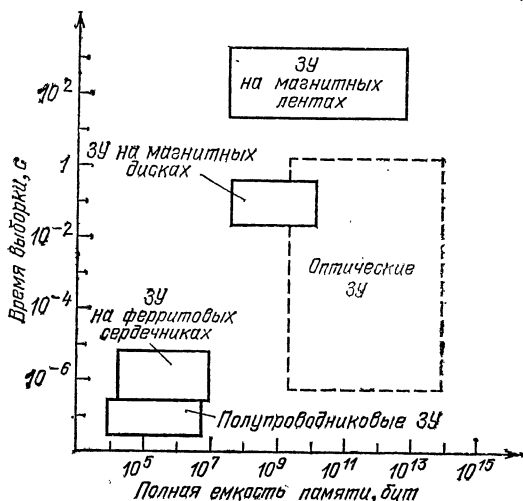 ЗУ
на магнитных
лентах
10²
1
10⁻²
10⁻⁴
10⁻⁶
Время выборки, с
ЗУ на магнитных
дисках
Оптические
ЗУ
ЗУ
на ферритовых
сердечниках
Полупроводниковые ЗУ
10⁵ 10⁷ 10⁹ 10¹¹ 10¹³ 10¹⁵
Полная емкость памяти, бит